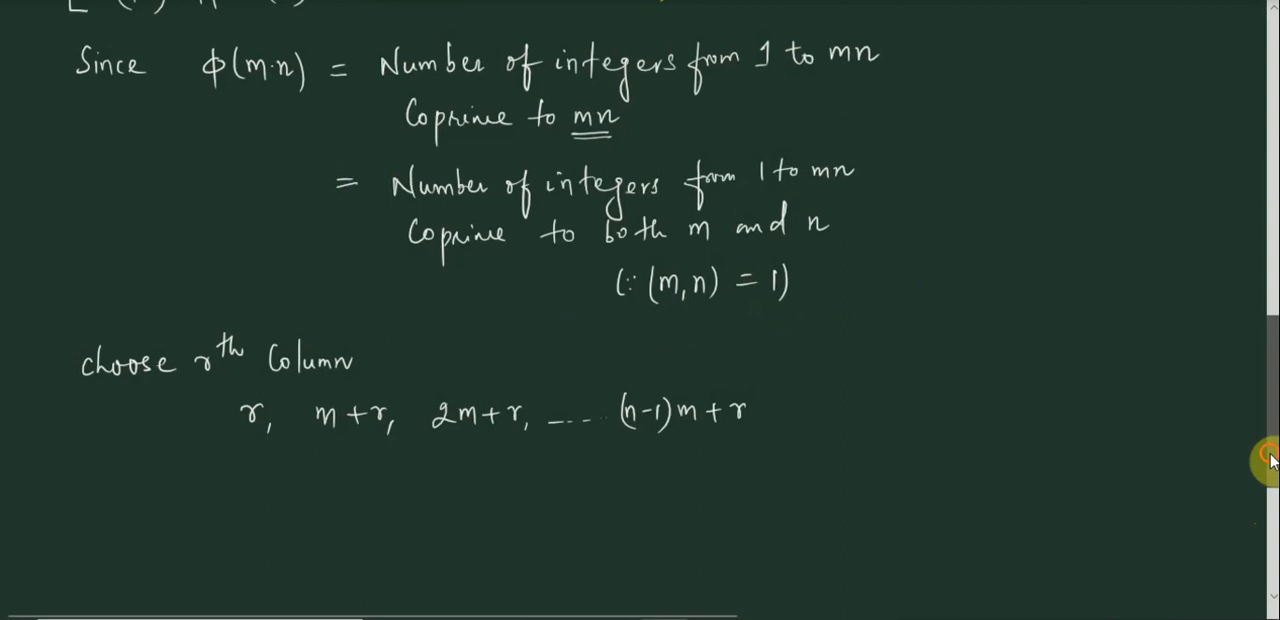 Since φ(m·n) = Number of integers from 1 to mn
Coprime to mn
= Number of integers from 1 to mn
Coprime to both m and n
(∵ (m,n) = 1)
choose rth Column
r, m+r, 2m+r, ---- (n-1)m+r